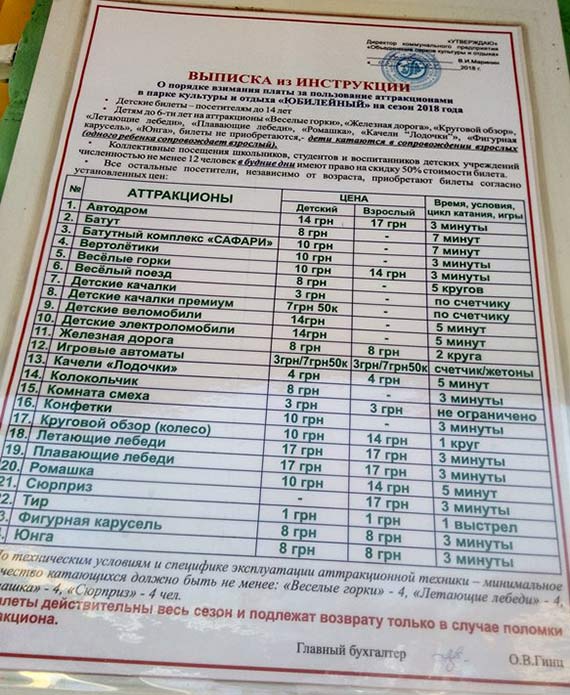 «УТВЕРЖДАЮ»
Директор коммунального предприятия
«Объединение парков культуры и отдыха»
В.И.Маринин
2018 г.
ВЫПИСКА из ИНСТРУКЦИИ
О порядке взимания платы за пользование аттракционами
в парке культуры и отдыха «ЮБИЛЕЙНЫЙ» на сезон 2018 года
• Детские билеты – посетителям до 14 лет
• Детям до 6-ти лет на аттракционы «Веселые горки», «Железная дорога», «Круговой обзор»,
«Летающие лебеди», «Плавающие лебеди», «Ромашка», «Качели "Лодочки"», «Фигурная
карусель», «Юнга», билеты не приобретаются,- дети катаются в сопровождении взрослых
(одного ребенка сопровождает взрослый).
• Коллективные посещения школьников, студентов и воспитанников детских учреждений
численностью не менее 12 человек в будние дни имеют право на скидку 50% стоимости билета.
• Все остальные посетители, независимо от возраста, приобретают билеты согласно
установленных цен:
№ АТТРАКЦИОНЫ ЦЕНА Время, условия,
Детский Взрослый цикл катания, игры
1. Автодром 14 грн 17 грн 3 минуты
2. Батут 8 грн - 7 минут
3. Батутный комплекс «САФАРИ» 10 грн - 7 минут
4. Вертолётики 10 грн - 3 минуты
5. Весёлые горки 10 грн 14 грн 3 минуты
6. Весёлый поезд 8 грн - 5 кругов
7. Детские качалки 3 грн - по счетчику
8. Детские качалки премиум 7грн 50к - по счетчику
9. Детские веломобили 14грн - 5 минут
10. Детские электроломобили 14грн - 5 минут
11. Железная дорога 8 грн 8 грн 2 круга
12. Игровые автоматы 3грн/7грн50к 3грн/7грн50к счетчик/жетоны
13. Качели «Лодочки» 4 грн 4 грн 5 минут
14. Колокольчик 8 грн - 3 минуты
15. Комната смеха 3 грн 3 грн не ограничено
16. Конфетки 10 грн - 3 минуты
17. Круговой обзор (колесо) 10 грн 14 грн 1 круг
18. Летающие лебеди 17 грн 17 грн 3 минуты
19. Плавающие лебеди 17 грн 17 грн 3 минуты
20. Ромашка 10 грн 14 грн 5 минут
21. Сюрприз - 17 грн 3 минуты
2. Тир 1 грн 1 грн 1 выстрел
3. Фигурная карусель 8 грн 8 грн 3 минуты
. Юнга 8 грн 8 грн 3 минуты
По техническим условиям и специфике эксплуатации аттракционной техники – минимальное
чество катающихся должно быть не менее: «Веселые горки» - 4, «Летающие лебеди» - 4,
машка» - 4, «Сюрприз» - 4 чел.
илеты действительны весь сезон и подлежат возврату только в случае поломки
акциона.
Главный бухгалтер О.В.Гинц